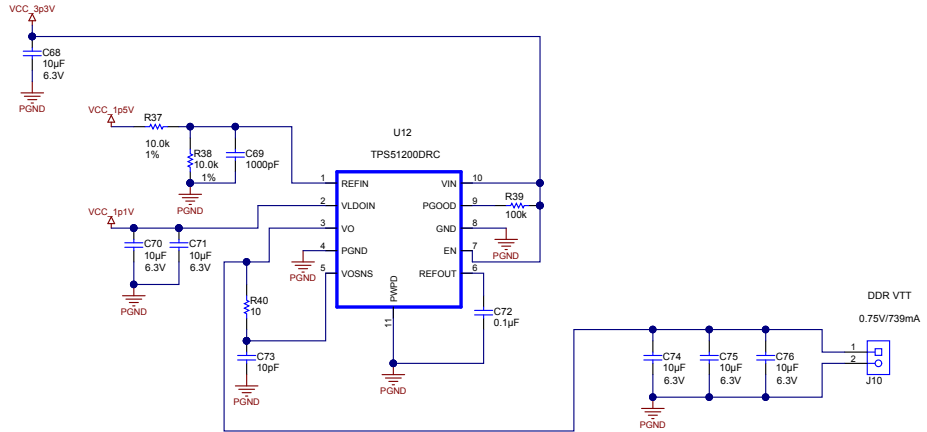 VCC_3p3V
C68
10µF
6.3V
PGND
VCC_1p5V
R37
10.0k
1%
R38
10.0k
1%
C69
1000pF
PGND
VCC_1p1V
C70
10µF
6.3V
C71
10µF
6.3V
PGND
U12
TPS51200DRC
1 REFIN
2 VLDOIN
3 VO
4 PGND
5 VOSNS
VIN 10
PGOOD 9
GND 8
EN 7
REFOUT 6
PWPD
11
PGND
R39
100k
PGND
R40
10
C73
10pF
PGND
C72
0.1µF
PGND
DDR VTT
0.75V/739mA
C74
10µF
6.3V
C75
10µF
6.3V
C76
10µF
6.3V
PGND
1
2
J10